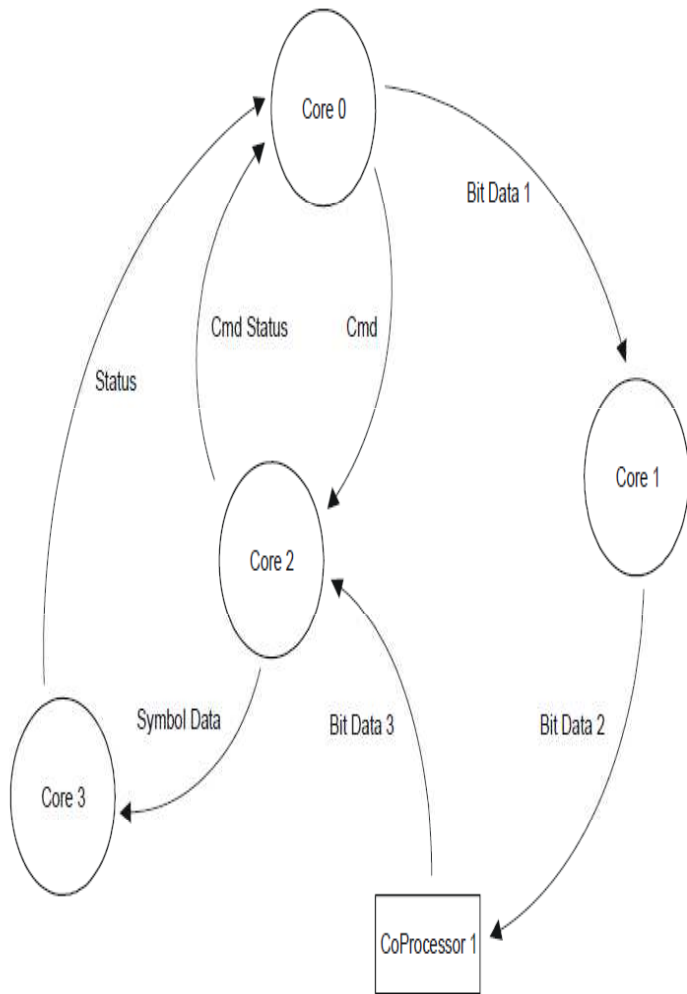 Core 0
Bit Data 1
Cmd Status
Cmd
Status
Core 1
Core 2
Symbol Data
Bit Data 3
Bit Data 2
Core 3
CoProcessor 1